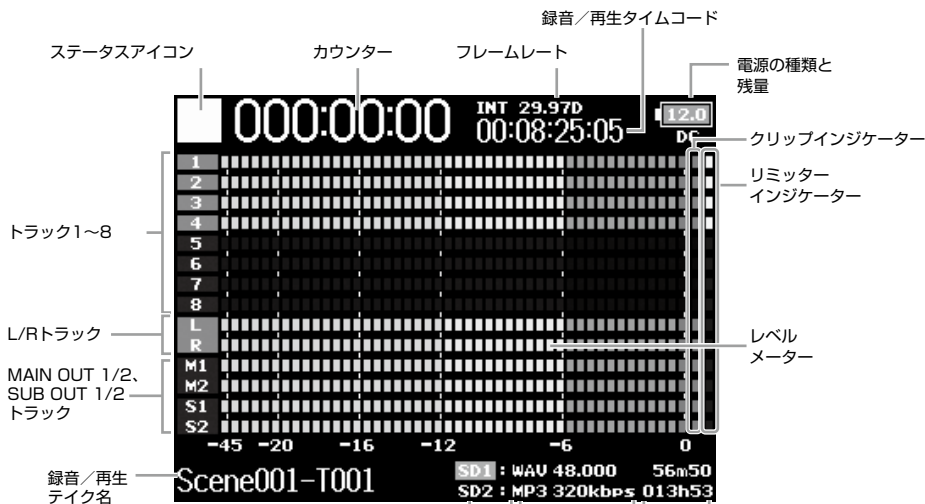 録音／再生タイムコード
ステータスアイコン
カウンター
フレームレート
電源の種類と
残量
000:00:00
INT 29.97D
00:08:25:05
12.0
DC
クリップインジケーター
リミッター
インジケーター
トラック1～8
1
2
3
4
5
6
7
8
L/Rトラック
L
R
レベル
メーター
MAIN OUT 1/2、
SUB OUT 1/2
トラック
M1
M2
S1
S2
-45 -20 -16 -12 -6 0
録音／再生
テイク名
Scene001-T001
SD1 : WAV 48.000 56m50
SD2 : MP3 320kbps 013h53